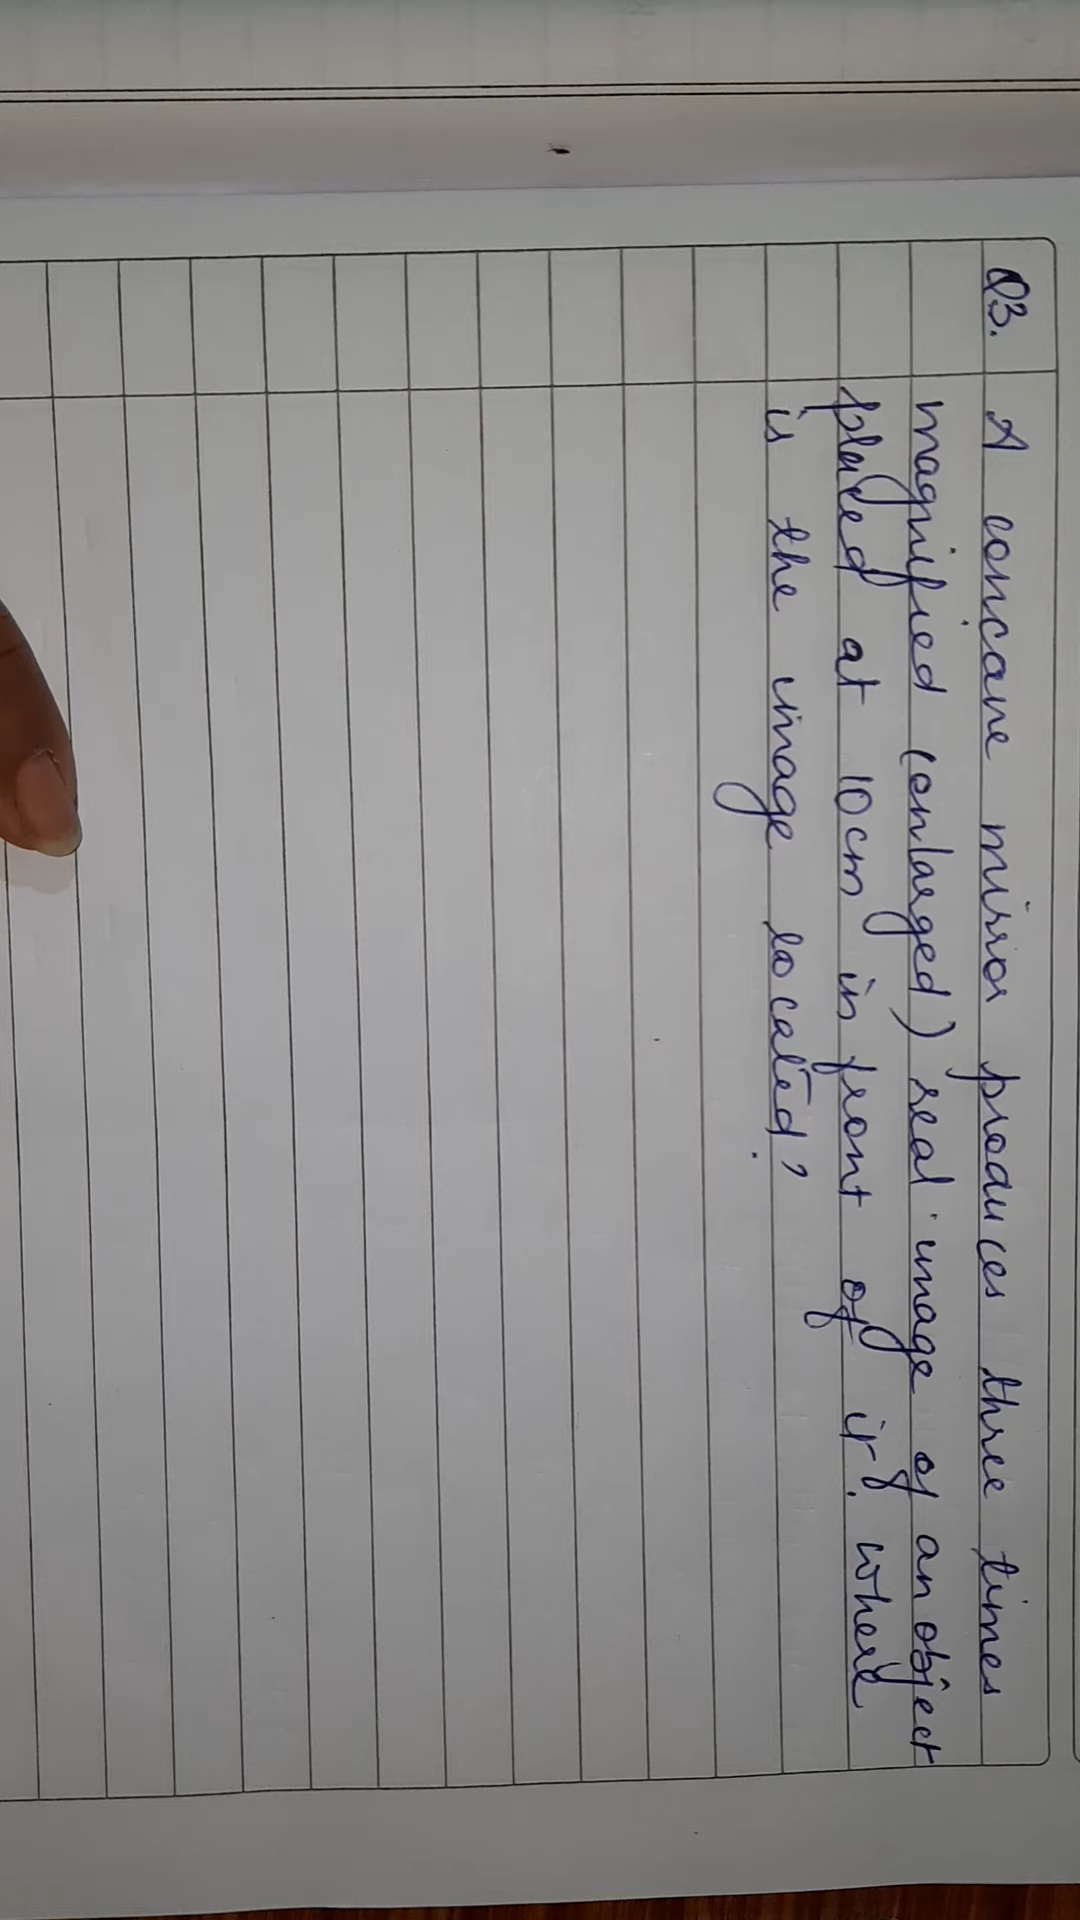 Q3. A concave mirror produces three times
magnified (enlarged) real image of an object
placed at 10cm in front of it? where
is the image located?